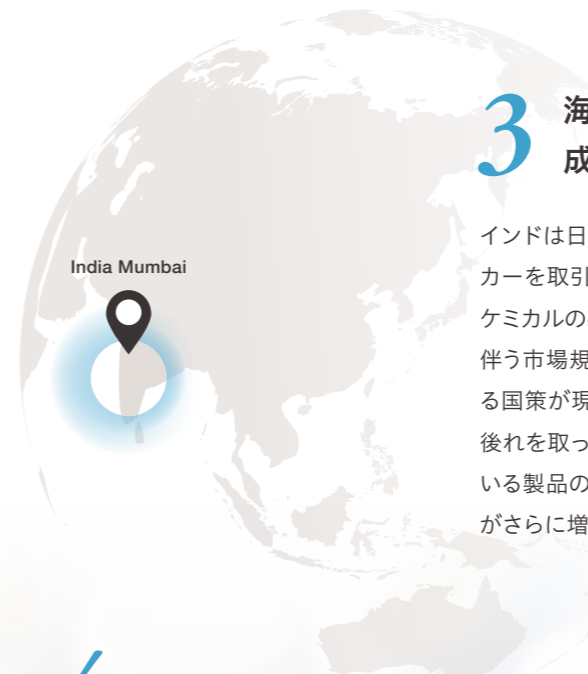 3
海
成
インドは日
カーを取引
ケミカルの
伴う市場規
る国策が現
後れを取っ
いる製品の
がさらに増
India Mumbai